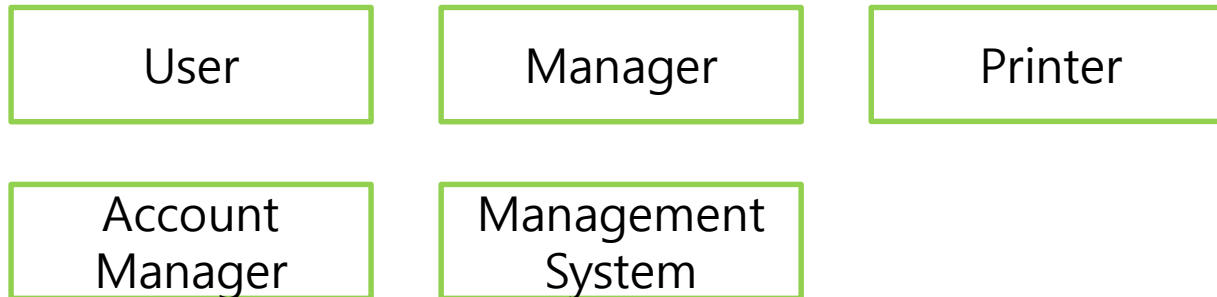 User
Manager
Printer
Account
Manager
Management
System